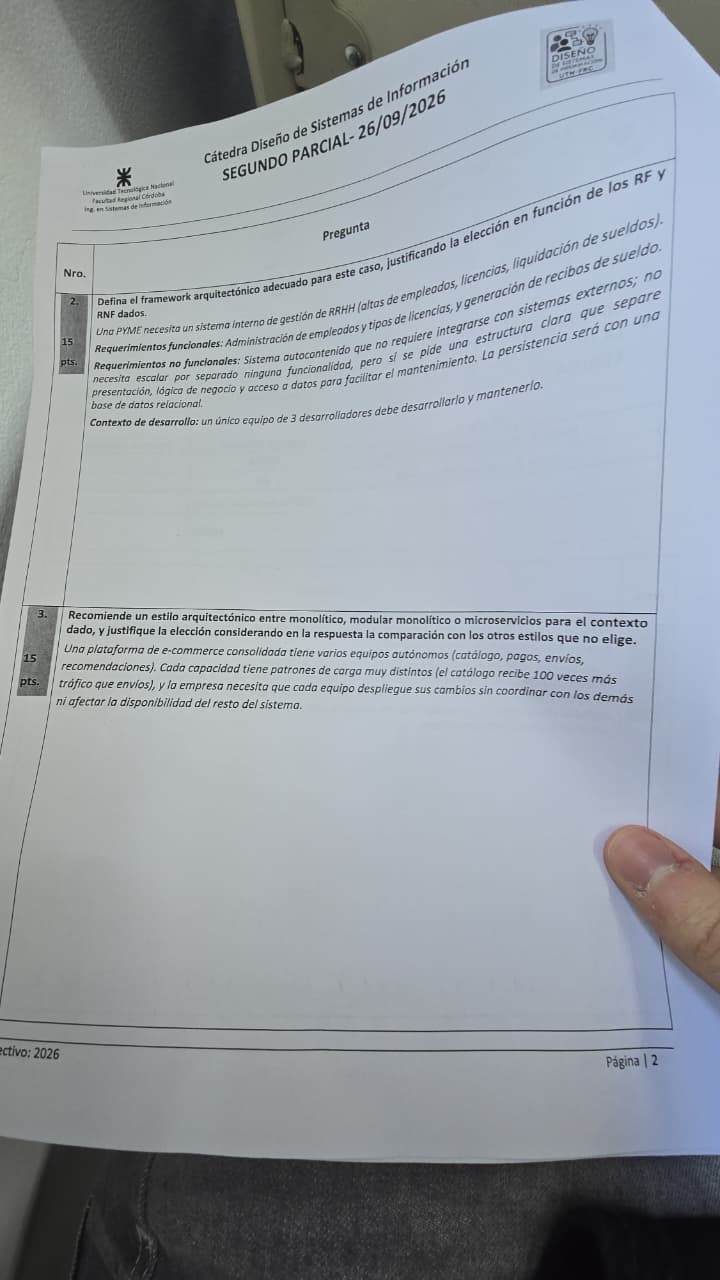 DISEÑO
DE SISTEMAS
DE INFORMACIÓN
UTN-FRC
Cátedra Diseño de Sistemas de Información
SEGUNDO PARCIAL- 26/09/2026
Universidad Tecnológica Nacional
Facultad Regional Córdoba
Ing. en Sistemas de Información
Nro.
Pregunta
2.
15
pts.
Defina el framework arquitectónico adecuado para este caso, justificando la elección en función de los RF y
RNF dados.
Una PYME necesita un sistema interno de gestión de RRHH (altas de empleados, licencias, liquidación de sueldos).
Requerimientos funcionales: Administración de empleados y tipos de licencias, y generación de recibos de sueldo.
Requerimientos no funcionales: Sistema autocontenido que no requiere integrarse con sistemas externos; no
necesita escalar por separado ninguna funcionalidad, pero sí se pide una estructura clara que separe
presentación, lógica de negocio y acceso a datos para facilitar el mantenimiento. La persistencia será con una
base de datos relacional.
Contexto de desarrollo: un único equipo de 3 desarrolladores debe desarrollarlo y mantenerlo.
3.
15
pts.
Recomiende un estilo arquitectónico entre monolítico, modular monolítico o microservicios para el contexto
dado, y justifique la elección considerando en la respuesta la comparación con los otros estilos que no elige.
Una plataforma de e-commerce consolidada tiene varios equipos autónomos (catálogo, pagos, envíos,
recomendaciones). Cada capacidad tiene patrones de carga muy distintos (el catálogo recibe 100 veces más
tráfico que envíos), y la empresa necesita que cada equipo despliegue sus cambios sin coordinar con los demás
ni afectar la disponibilidad del resto del sistema.
ectivo: 2026
Página | 2